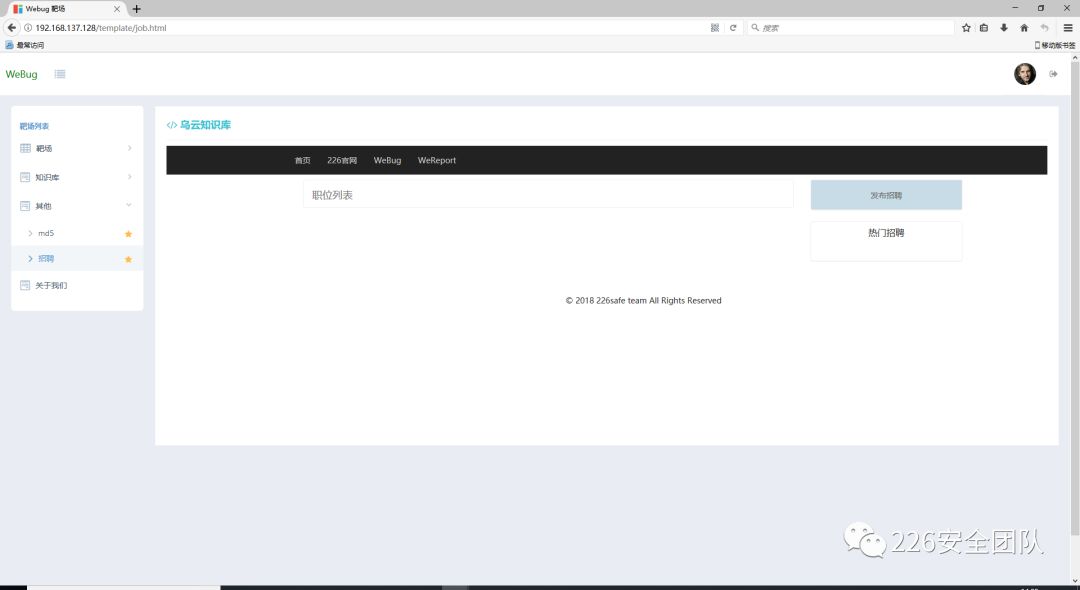 Webug 靶场
192.168.137.128/template/job.html
搜索
最常访问
移动版书签
WeBug
靶场列表
靶场
知识库
其他
md5
招聘
关于我们
</> 乌云知识库
首页 226官网 WeBug WeReport
职位列表
发布招聘
热门招聘
© 2018 226safe team All Rights Reserved
226安全团队